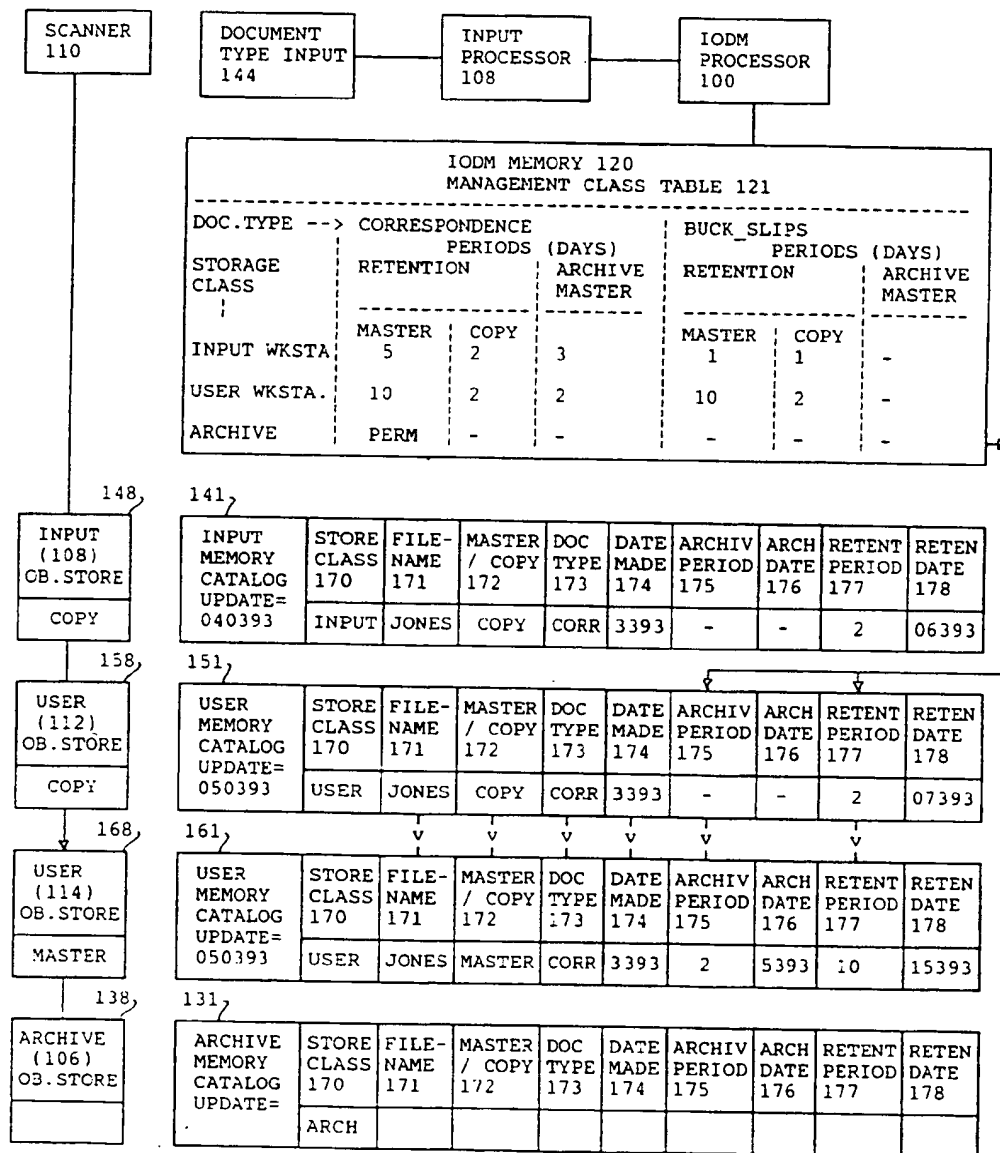 SCANNER
110
DOCUMENT
TYPE INPUT
144
INPUT
PROCESSOR
108
IODM
PROCESSOR
100
IODM MEMORY 120
MANAGEMENT CLASS TABLE 121
DOC.TYPE --> CORRESPONDENCE BUCK_SLIPS
PERIODS (DAYS) PERIODS (DAYS)
STORAGE RETENTION ARCHIVE RETENTION ARCHIVE
CLASS MASTER MASTER
MASTER COPY MASTER COPY
INPUT WKSTA 5 2 3 1 1 -
USER WKSTA. 10 2 2 10 2 -
ARCHIVE PERM - - - - -
148
INPUT
(108)
OB.STORE
COPY
141
INPUT STORE FILE- MASTER DOC DATE ARCHIV ARCH RETENT RETEN
MEMORY CLASS NAME / COPY TYPE MADE PERIOD DATE PERIOD DATE
CATALOG 170 171 172 173 174 175 176 177 178
UPDATE=
040393 INPUT JONES COPY CORR 3393 - - 2 06393
158
USER
(112)
OB.STORE
COPY
151
USER STORE FILE- MASTER DOC DATE ARCHIV ARCH RETENT RETEN
MEMORY CLASS NAME / COPY TYPE MADE PERIOD DATE PERIOD DATE
CATALOG 170 171 172 173 174 175 176 177 178
UPDATE=
050393 USER JONES COPY CORR 3393 - - 2 07393
168
USER
(114)
OB.STORE
MASTER
161
USER STORE FILE- MASTER DOC DATE ARCHIV ARCH RETENT RETEN
MEMORY CLASS NAME / COPY TYPE MADE PERIOD DATE PERIOD DATE
CATALOG 170 171 172 173 174 175 176 177 178
UPDATE=
050393 USER JONES MASTER CORR 3393 2 5393 10 15393
138
ARCHIVE
(106)
OB.STORE
131
ARCHIVE STORE FILE- MASTER DOC DATE ARCHIV ARCH RETENT RETEN
MEMORY CLASS NAME / COPY TYPE MADE PERIOD DATE PERIOD DATE
CATALOG 170 171 172 173 174 175 176 177 178
UPDATE=
ARCH